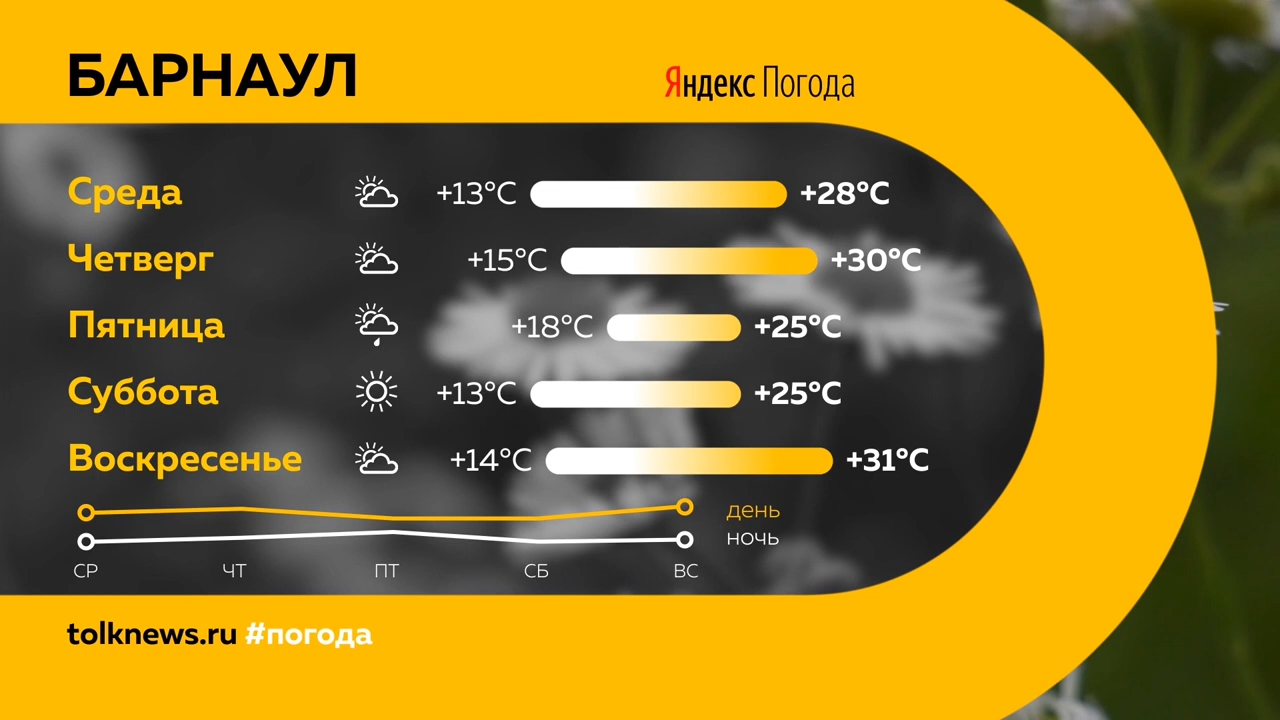 БАРНАУЛ
Яндекс Погода
Среда +13°C +28°C
Четверг +15°C +30°C
Пятница +18°C +25°C
Суббота +13°C +25°C
Воскресенье +14°C +31°C
день
ночь
СР ЧТ ПТ СБ ВС
tolknews.ru #погода